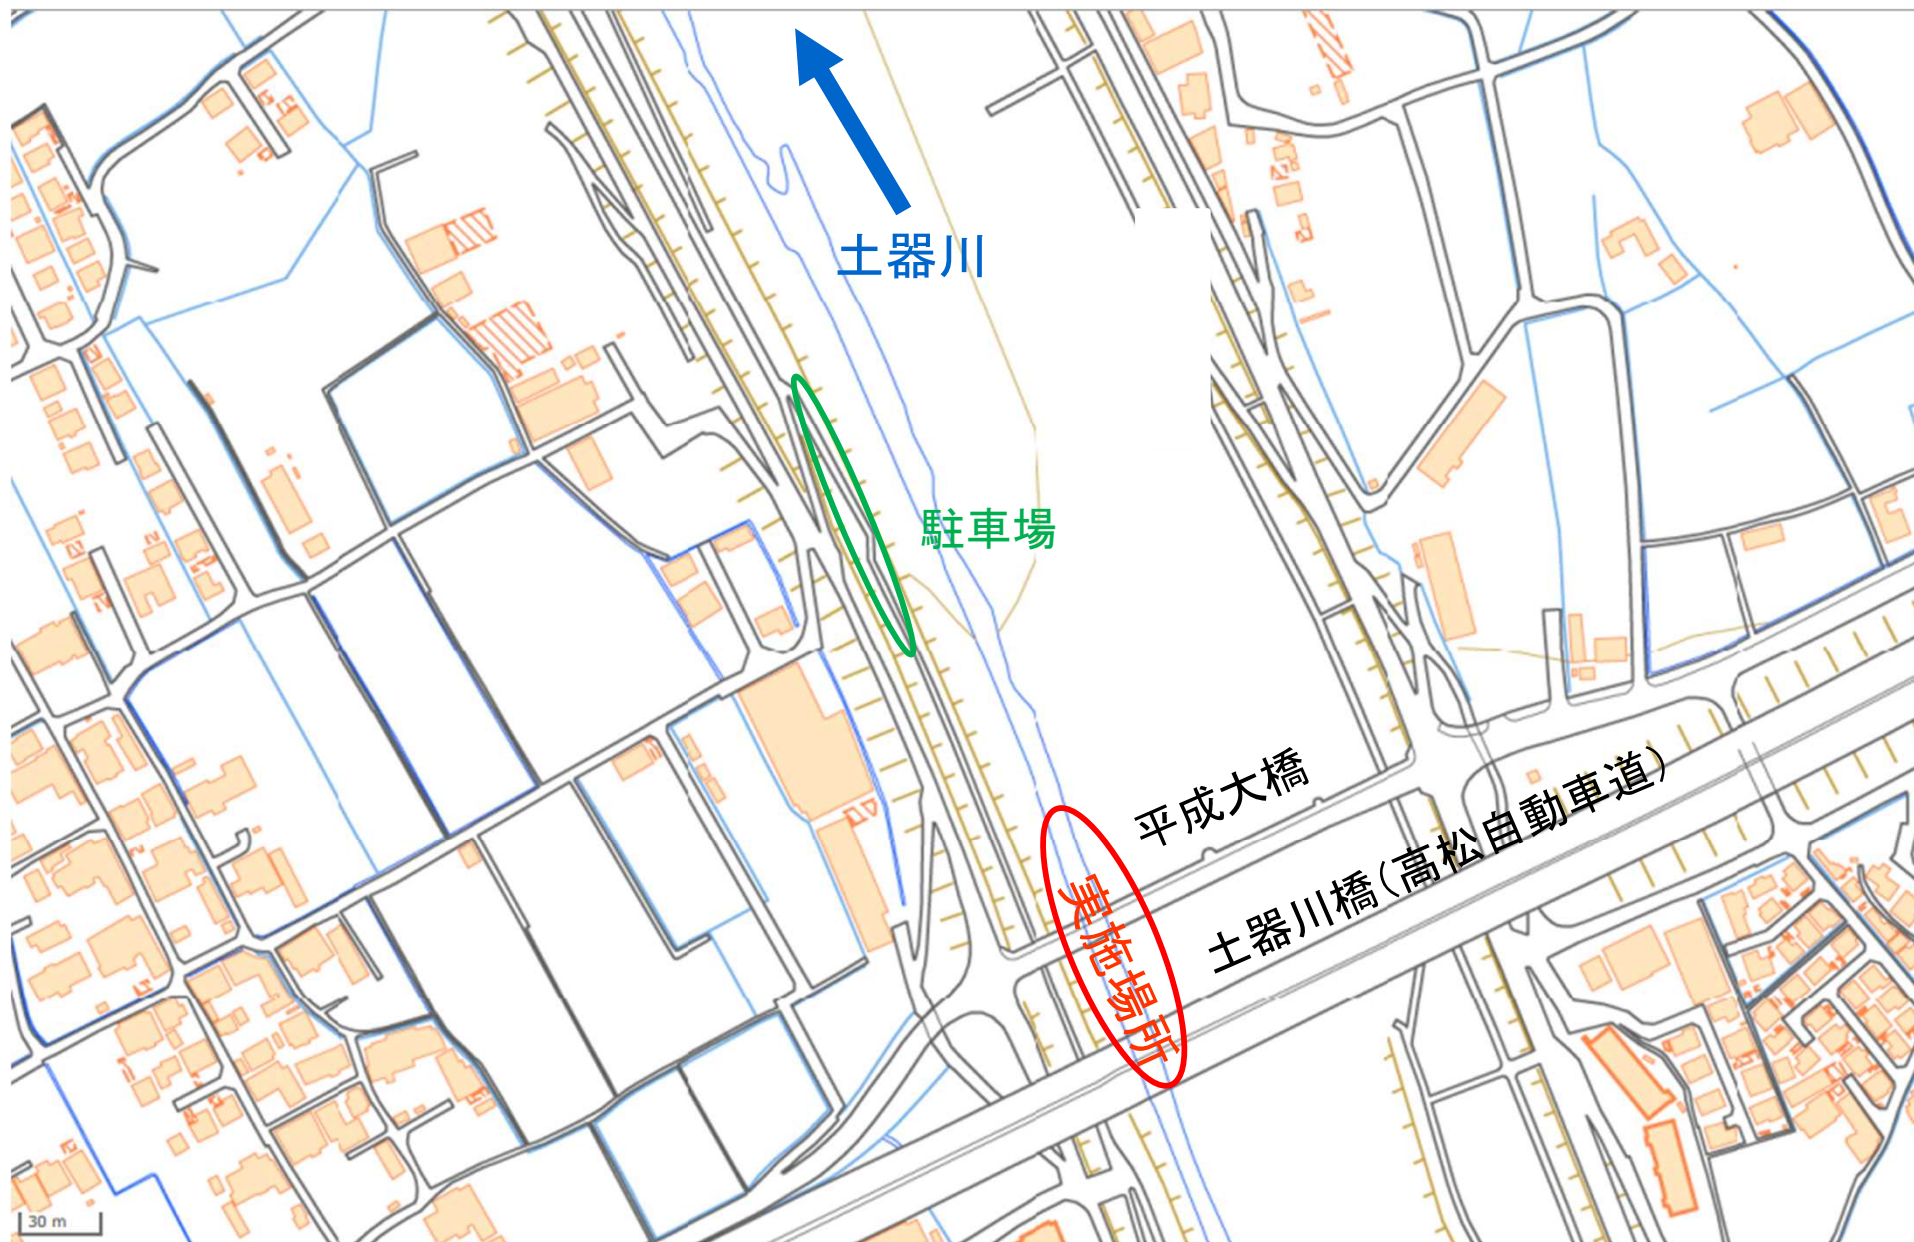 土器川
駐車場
平成大橋
土器川橋（高松自動車道）
実施場所
30 m